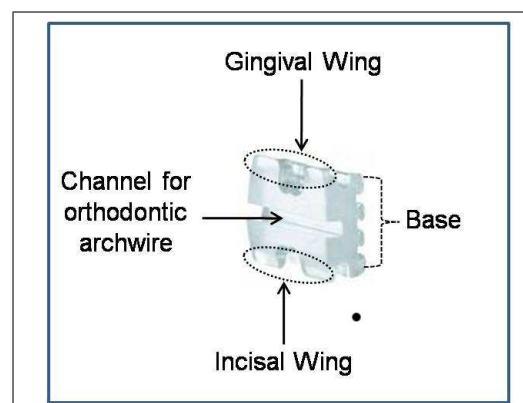 Gingival Wing
Channel for
orthodontic
archwire
Base
Incisal Wing